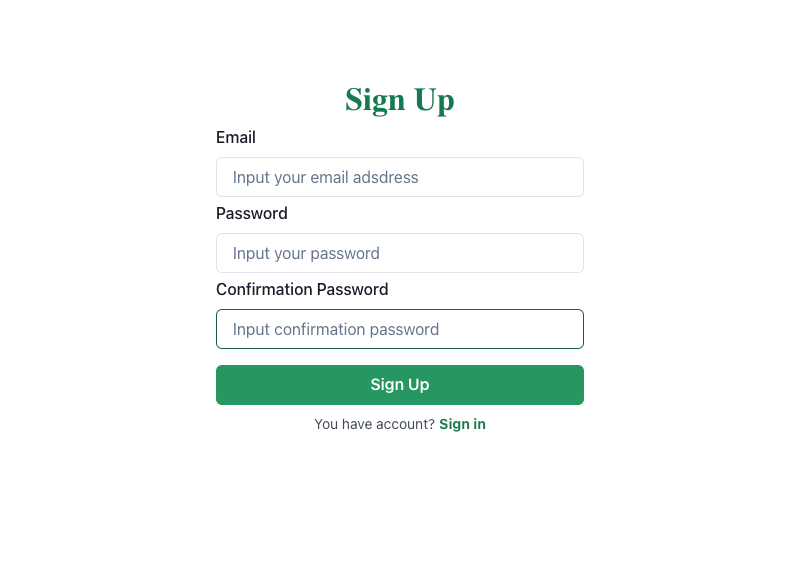 Sign Up
Email
Input your email adsdress
Password
Input your password
Confirmation Password
Input confirmation password
Sign Up
You have account? Sign in